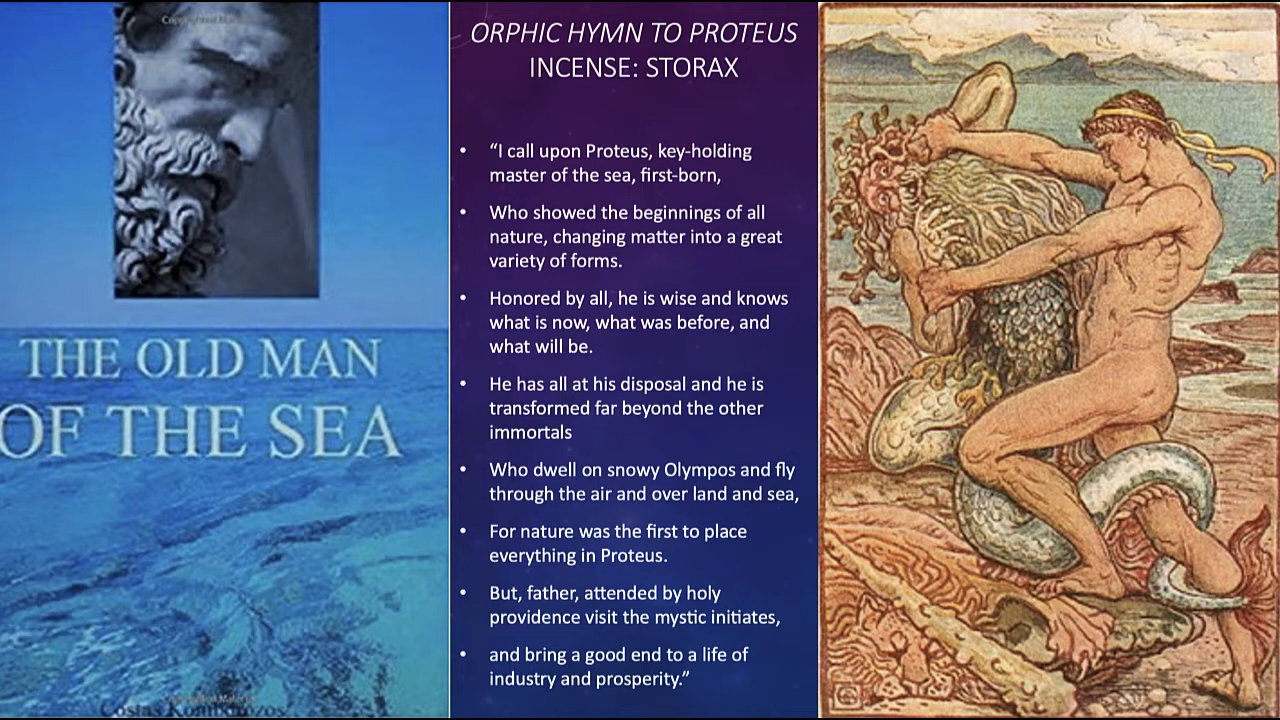 Copyrighted Material
THE OLD MAN
OF THE SEA
Copyrighted Material
Costas Komborozos
ORPHIC HYMN TO PROTEUS
INCENSE: STORAX
• “I call upon Proteus, key-holding
master of the sea, first-born,
• Who showed the beginnings of all
nature, changing matter into a great
variety of forms.
• Honored by all, he is wise and knows
what is now, what was before, and
what will be.
• He has all at his disposal and he is
transformed far beyond the other
immortals
• Who dwell on snowy Olympos and fly
through the air and over land and sea,
• For nature was the first to place
everything in Proteus.
• But, father, attended by holy
providence visit the mystic initiates,
• and bring a good end to a life of
industry and prosperity.”